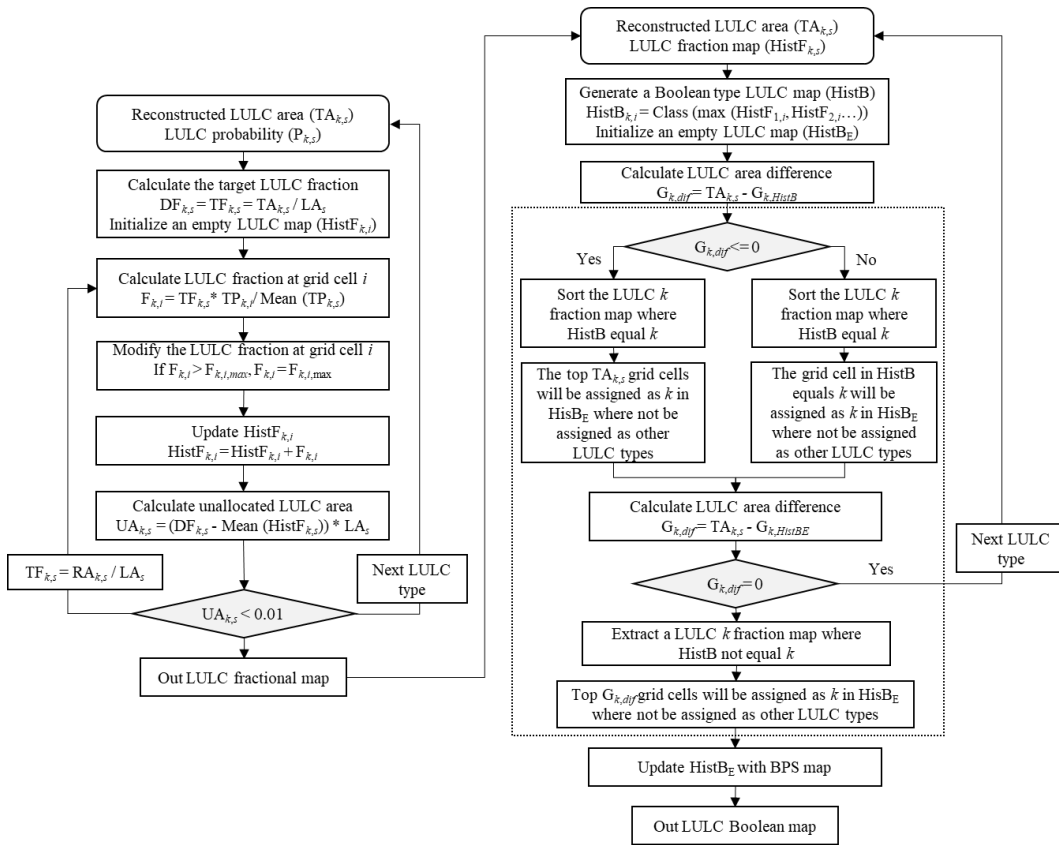 Reconstructed LULC area (TAk,s)
LULC probability (Pk,s)
Calculate the target LULC fraction
DFk,s = TFk,s = TAk,s / LAs
Initialize an empty LULC map (HistFk,i)
Calculate LULC fraction at grid cell i
Fk,i = TFk,s* TPk,i/ Mean (TPk,s)
Modify the LULC fraction at grid cell i
If Fk,i > Fk,i,max, Fk,i = Fk,i,max
Update HistFk,i
HistFk,i = HistFk,i + Fk,i
Calculate unallocated LULC area
UAk,s = (DFk,s - Mean (HistFk,s)) * LAs
TFk,s = RAk,s / LAs
Next LULC
type
UAk,s < 0.01
Out LULC fractional map
Reconstructed LULC area (TAk,s)
LULC fraction map (HistFk,s)
Generate a Boolean type LULC map (HistB)
HistBk,i = Class (max (HistF1,i, HistF2,i…))
Initialize an empty LULC map (HistBE)
Calculate LULC area difference
Gk,dif = TAk,s - Gk,HistB
Gk,dif<=0
Yes
No
Sort the LULC k
fraction map where
HistB equal k
Sort the LULC k
fraction map where
HistB equal k
The top TAk,s grid cells
will be assigned as k in
HisBE where not be
assigned as other
LULC types
The grid cell in HistB
equals k will be
assigned as k in HisBE
where not be assigned
as other LULC types
Calculate LULC area difference
Gk,dif = TAk,s - Gk,HistBE
Next LULC
type
Gk,dif=0
Yes
Extract a LULC k fraction map where
HistB not equal k
Top Gk,dif grid cells will be assigned as k in HisBE
where not be assigned as other LULC types
Update HistBE with BPS map
Out LULC Boolean map